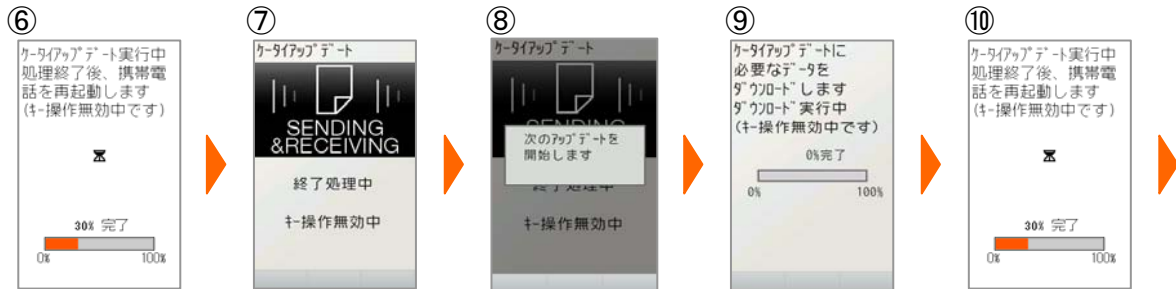 ⑥
ケータイアップデート実行中
処理終了後、携帯電
話を再起動します
(キー操作無効中です)
30% 完了
0% 100%
⑦
ケータイアップデート
SENDING
&RECEIVING
終了処理中
キー操作無効中
⑧
ケータイアップデート
SENDING
次のアップデートを
開始します
終了処理中
キー操作無効中
⑨
ケータイアップデートに
必要なデータを
ダウンロードします
ダウンロード実行中
(キー操作無効中です)
0%完了
0% 100%
⑩
ケータイアップデート実行中
処理終了後、携帯電
話を再起動します
(キー操作無効中です)
30% 完了
0% 100%